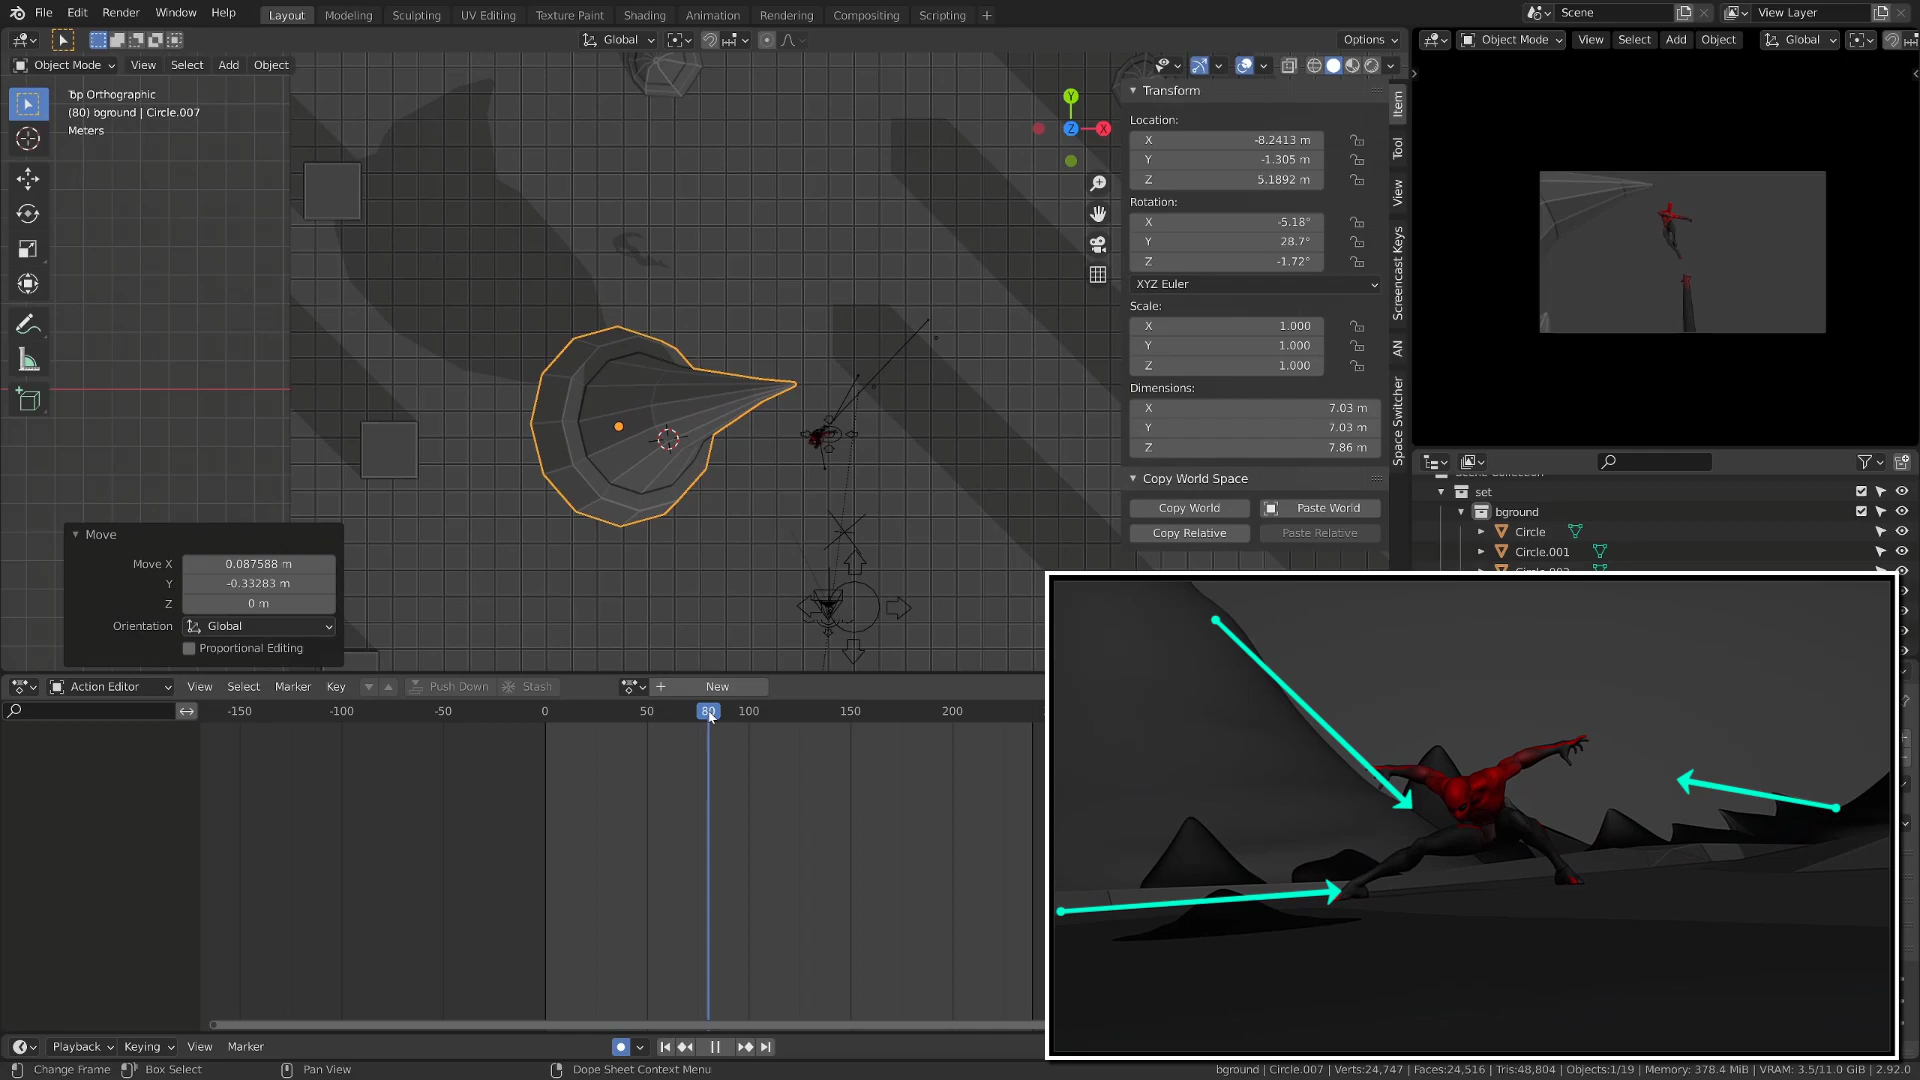 File Edit Render Window Help Layout Modeling Sculpting UV Editing Texture Paint Shading Animation Rendering Compositing Scripting + Scene View Layer
Global Options Object Mode View Select Add Object Global
Object Mode View Select Add Object
Top Orthographic
(80) bground | Circle.007
Meters
Y
Z X
Transform
Location:
X -8.2413 m
Y -1.305 m
Z 5.1892 m
Rotation:
X -5.18°
Y 28.7°
Z -1.72°
XYZ Euler
Scale:
X 1.000
Y 1.000
Z 1.000
Dimensions:
X 7.03 m
Y 7.03 m
Z 7.86 m
Copy World Space
Copy World Paste World
Copy Relative Paste Relative
Item
Tool
View
Screencast Keys
AN
Space Switcher
set
bground
Circle
Circle.001
Move
Move X 0.087588 m
Y -0.33283 m
Z 0 m
Orientation Global
Proportional Editing
Action Editor View Select Marker Key Push Down Stash New
-150 -100 -50 0 50 80 100 150 200
Playback Keying View Marker
Change Frame Box Select Pan View Dope Sheet Context Menu
bground | Circle.007 | Verts:24,747 | Faces:24,516 | Tris:48,804 | Objects:1/19 | Memory: 378.4 MiB | VRAM: 3.5/11.0 GiB | 2.92.0